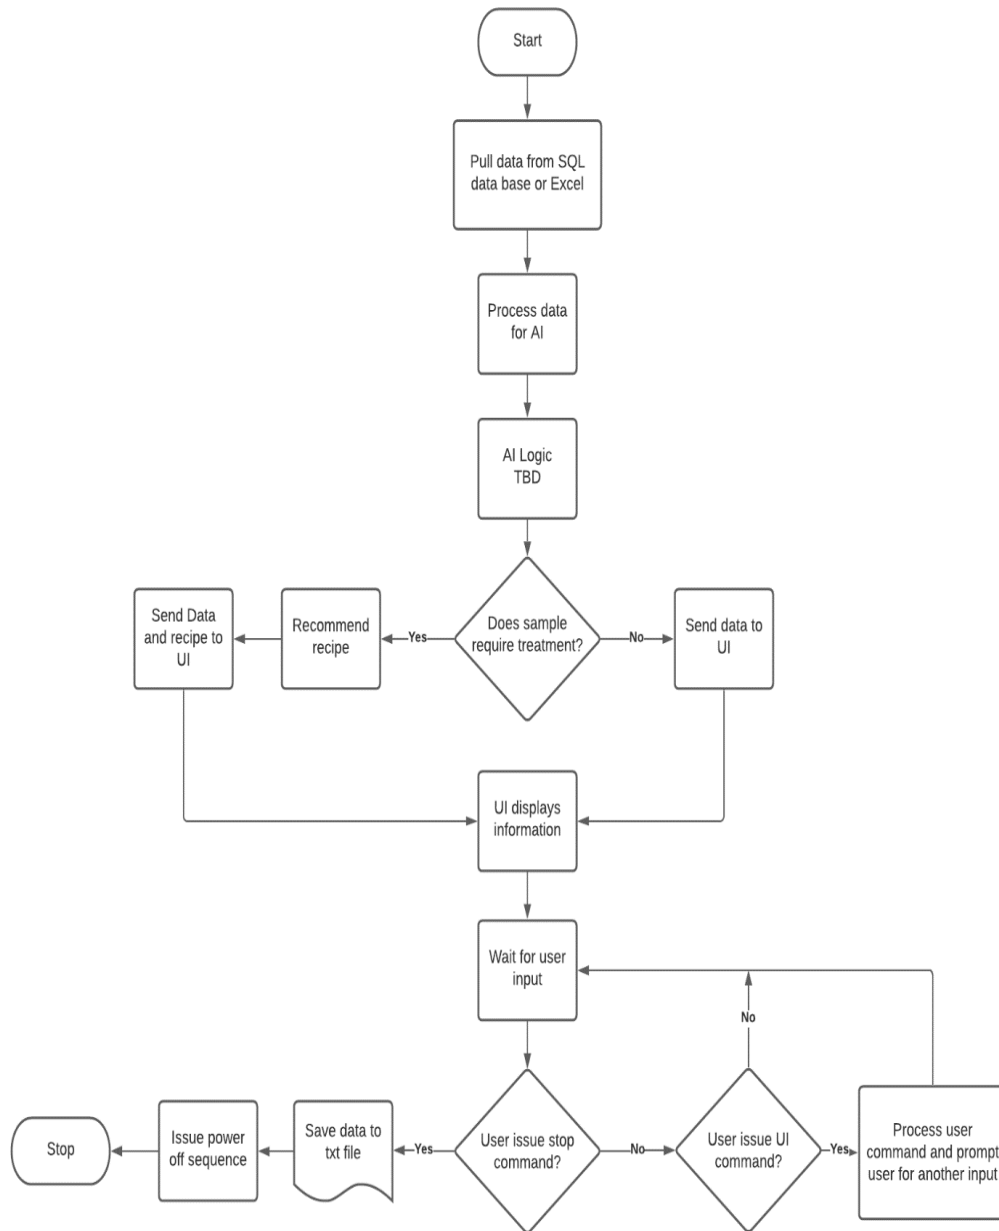 Start
Pull data from SQL
data base or Excel
Process data
for AI
AI Logic
TBD
Send Data
and recipe to
UI
Recommend
recipe
Yes
Does sample
require treatment?
No
Send data to
UI
UI displays
information
Wait for user
input
No
Stop
Issue power
off sequence
Save data to
txt file
Yes
User issue stop
command?
No
User issue UI
command?
Yes
Process user
command and prompt
user for another input